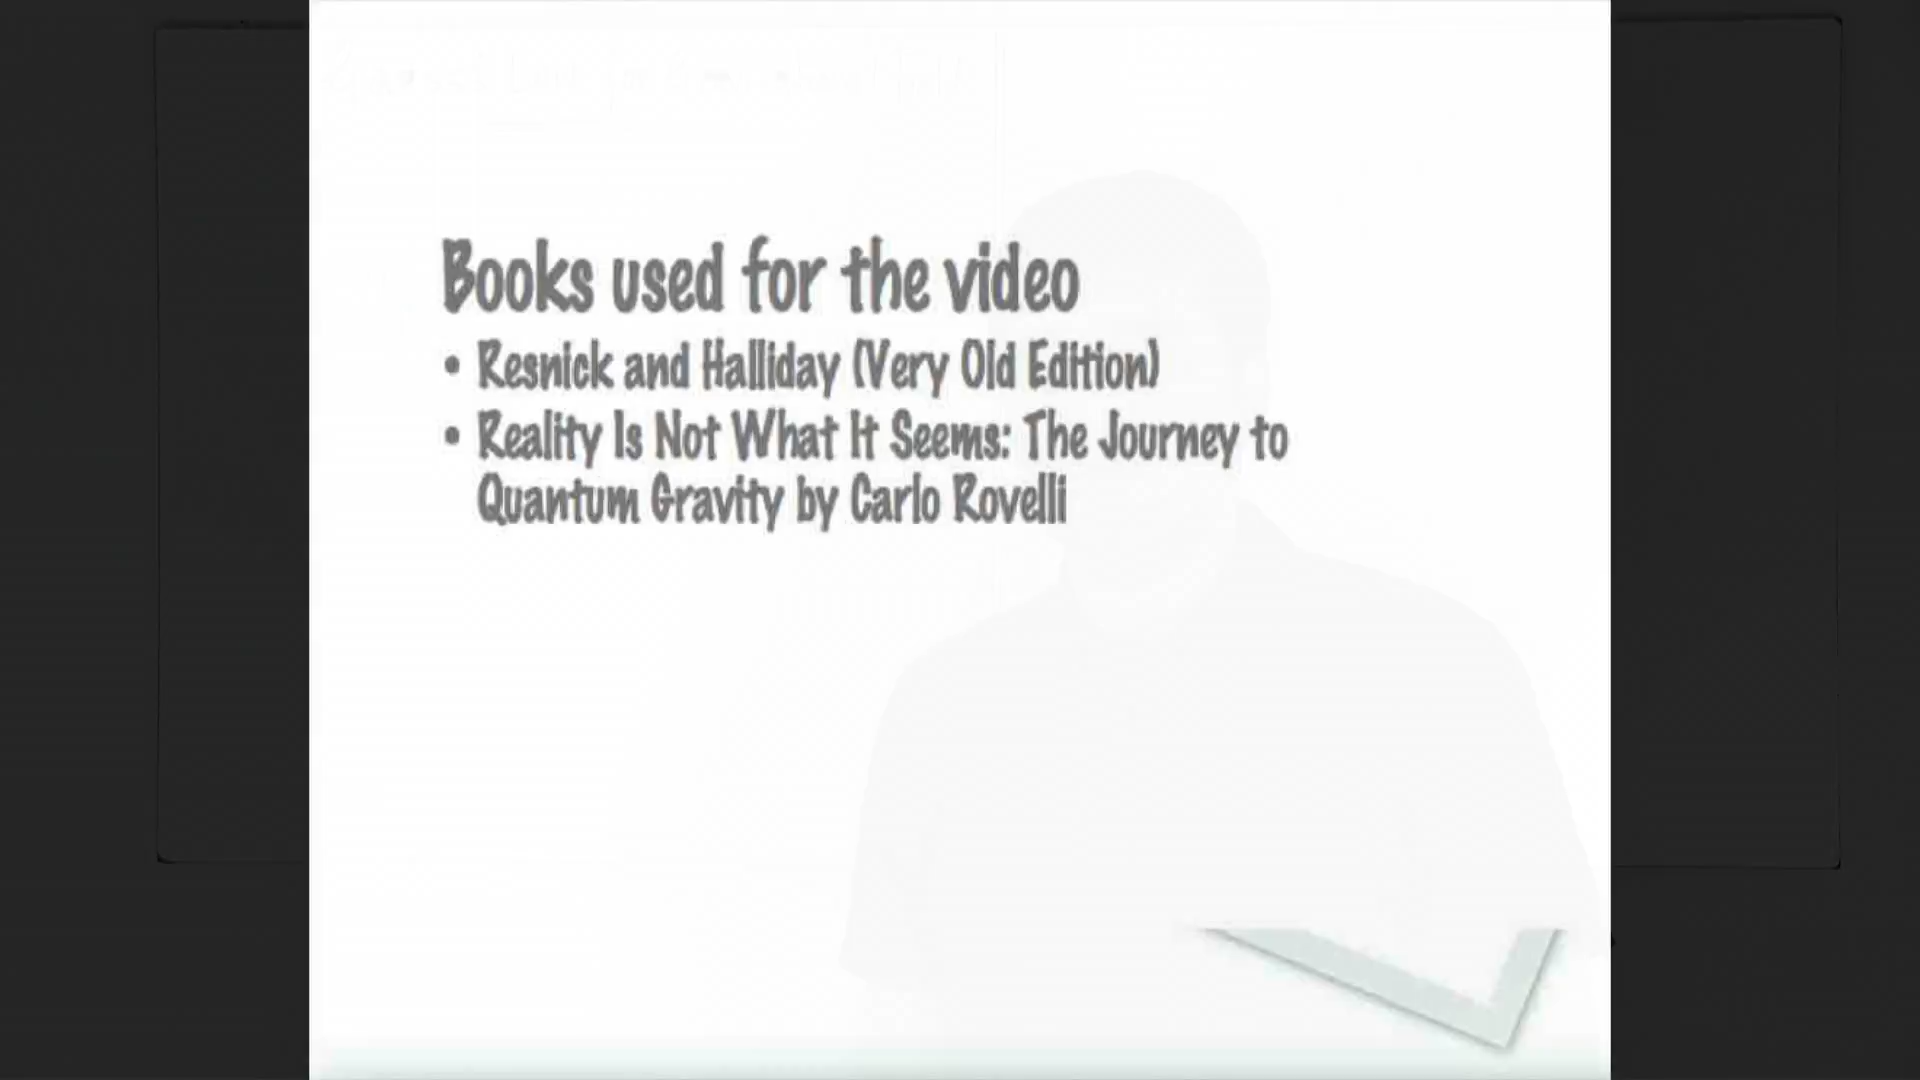 Books used for the video
• Resnick and Halliday (Very Old Edition)
• Reality Is Not What It Seems: The Journey to
Quantum Gravity by Carlo Rovelli